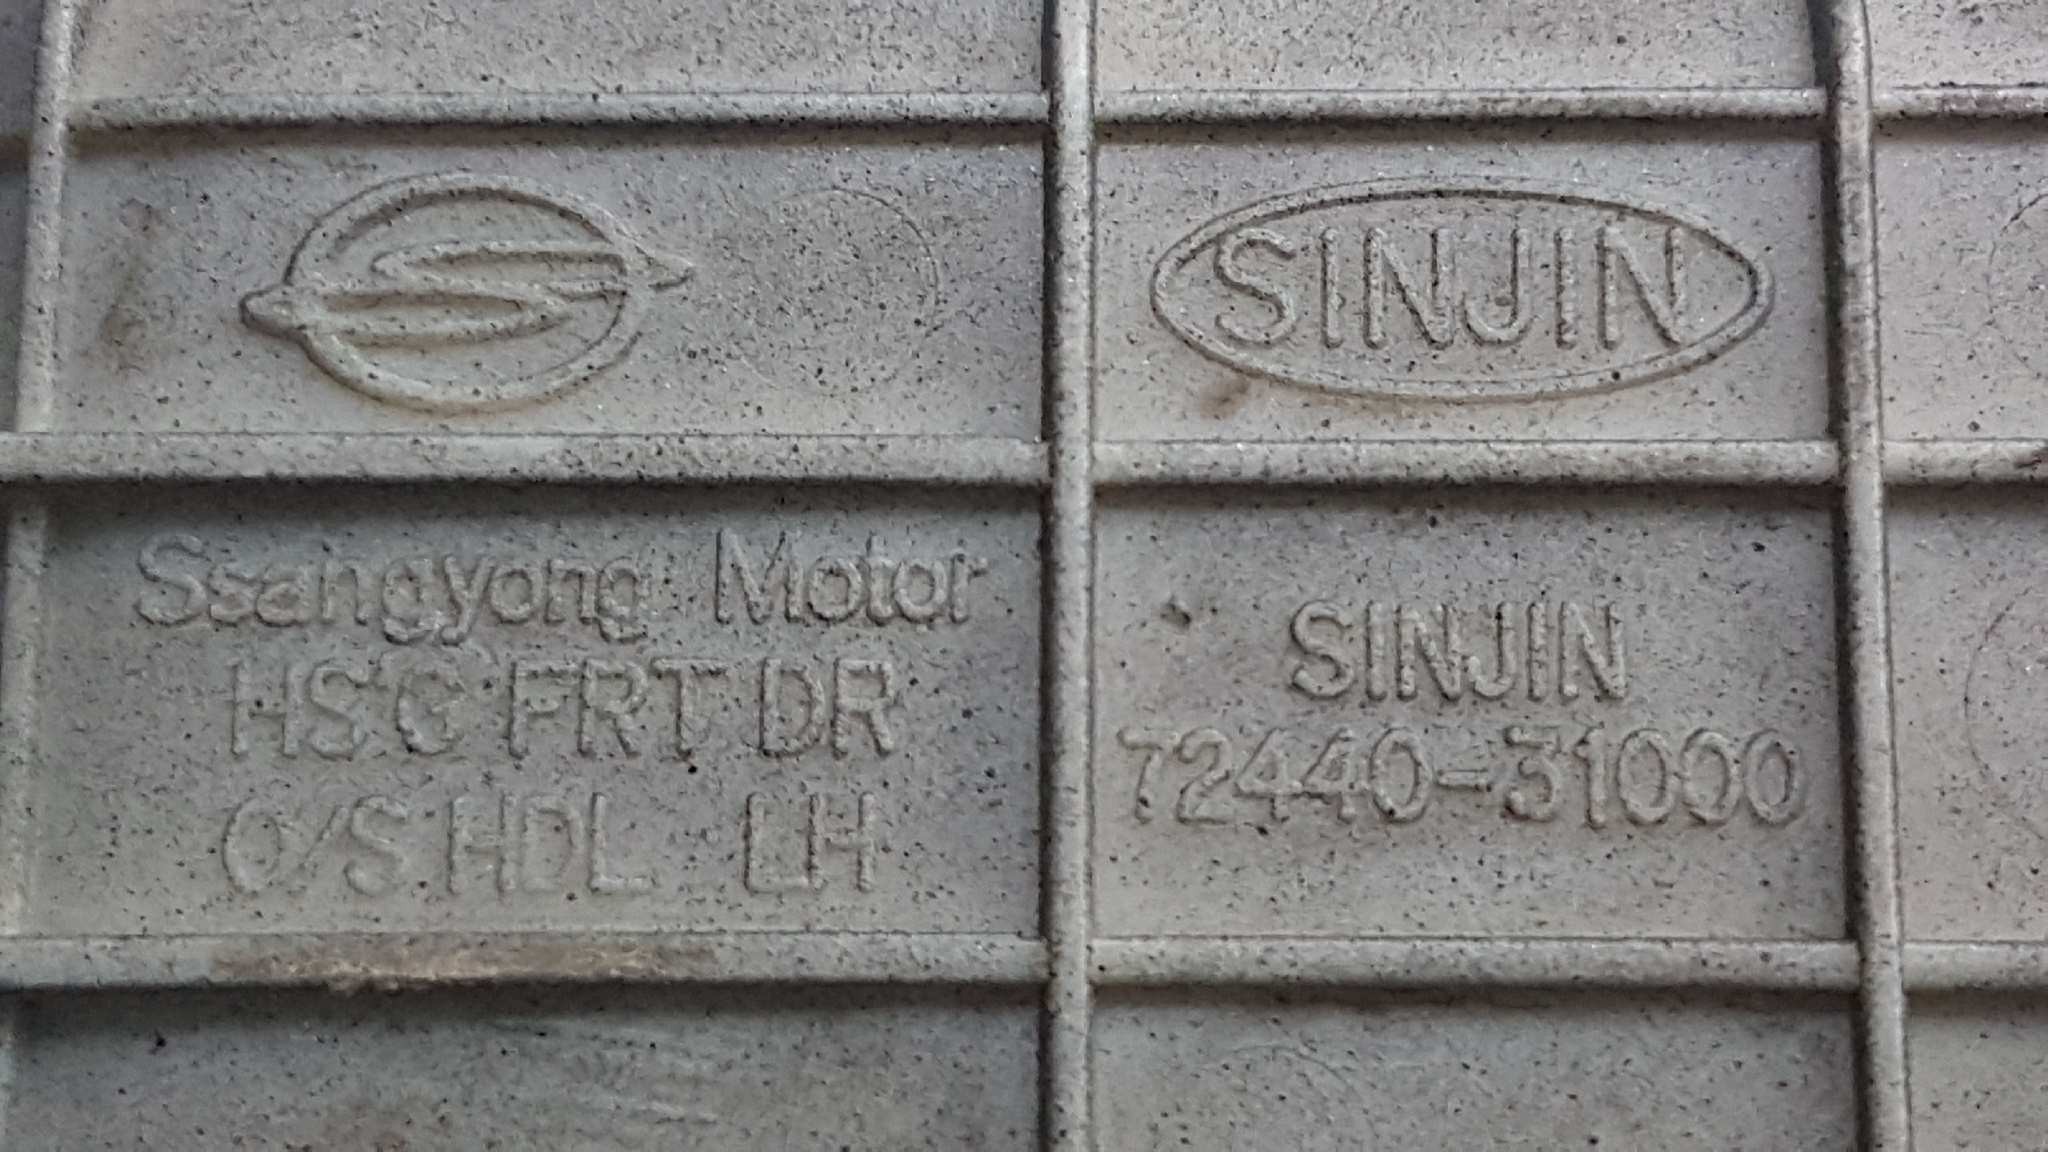 SINJIN
Ssangyong Motor
HSG FRT DR
O/S HDL LH
SINJIN
72440-31000